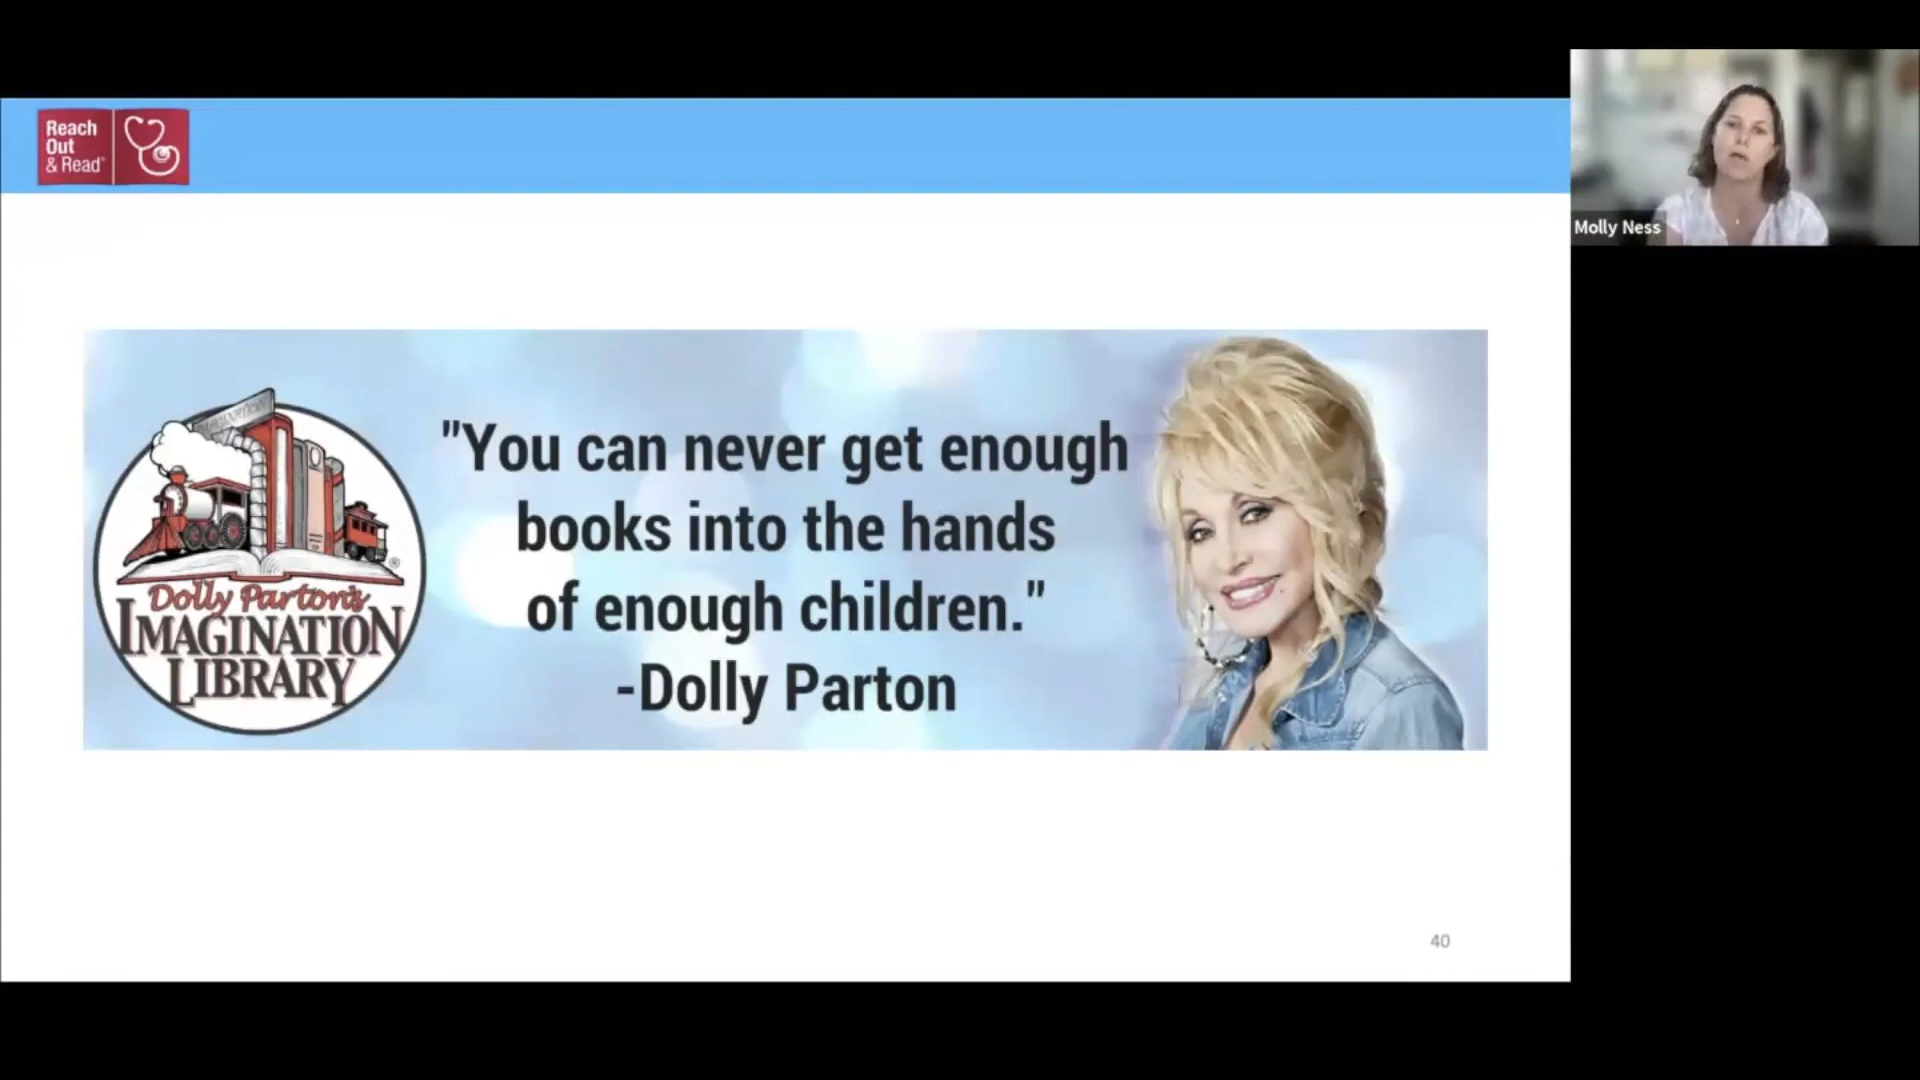 Reach
Out
& Read®
Molly Ness
"You can never get enough
books into the hands
of enough children."
-Dolly Parton
Dolly Parton's
IMAGINATION
LIBRARY
®
40